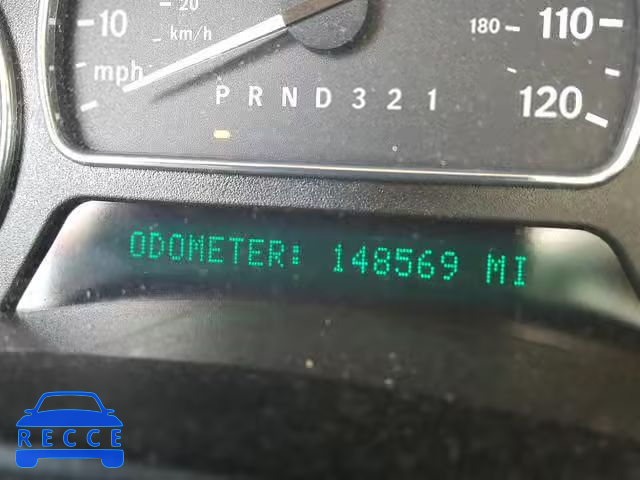 20
10
km/h
mph
180
110
120
P R N D 3 2 1
ODOMETER: 148569 MI
RECCE